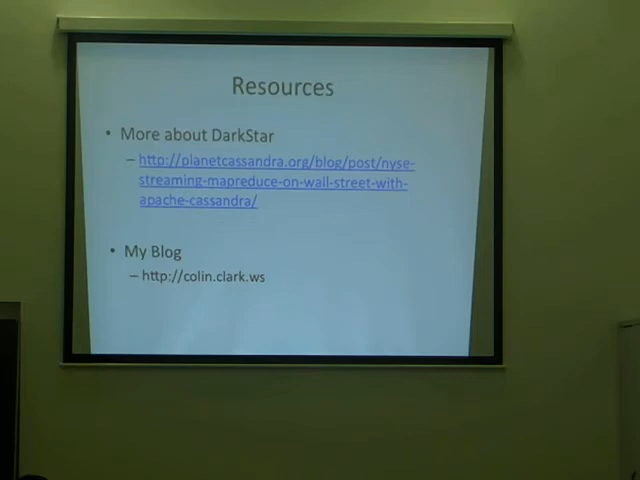 Resources
• More about DarkStar
– http://planetcassandra.org/blog/post/nyse-
streaming-mapreduce-on-wall-street-with-
apache-cassandra/
• My Blog
– http://colin.clark.ws